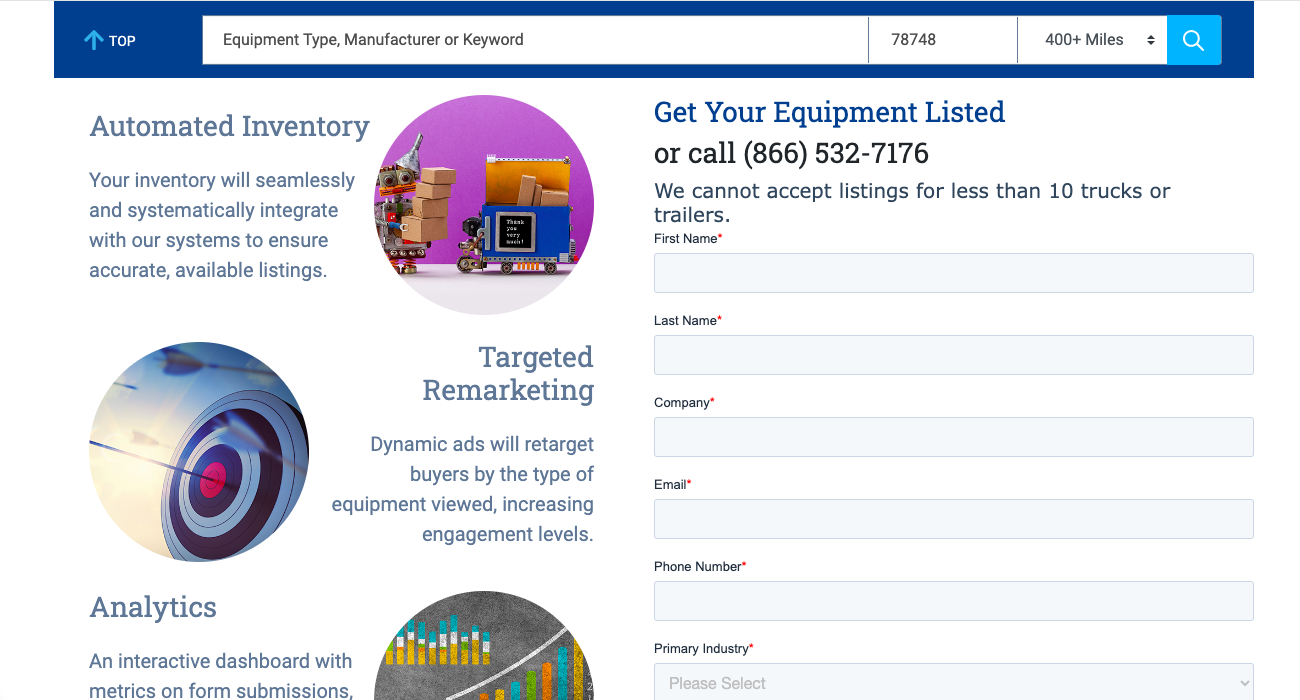 TOP
Equipment Type, Manufacturer or Keyword
78748
400+ Miles
Automated Inventory
Your inventory will seamlessly
and systematically integrate
with our systems to ensure
accurate, available listings.
Thank
you
very
much!
Targeted
Remarketing
Dynamic ads will retarget
buyers by the type of
equipment viewed, increasing
engagement levels.
Analytics
An interactive dashboard with
metrics on form submissions,
Get Your Equipment Listed
or call (866) 532-7176
We cannot accept listings for less than 10 trucks or
trailers.
First Name*
Last Name*
Company*
Email*
Phone Number*
Primary Industry*
Please Select